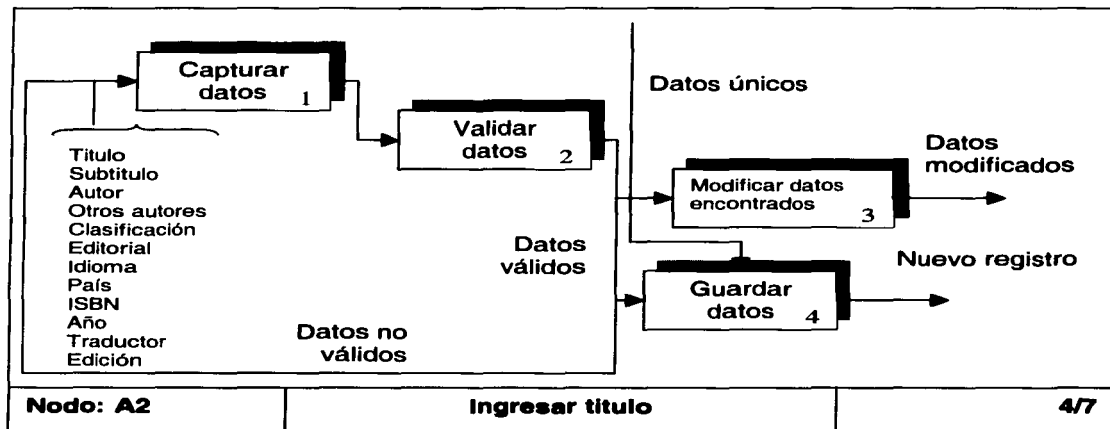 Capturar
datos
1
Validar
datos
2
Datos únicos
Modificar datos
encontrados
3
Datos
modificados
Titulo
Subtitulo
Autor
Otros autores
Clasificación
Editorial
Idioma
País
ISBN
Año
Traductor
Edición
Datos
válidos
Guardar
datos
4
Nuevo registro
Datos no
válidos
Nodo: A2
Ingresar titulo
4/7